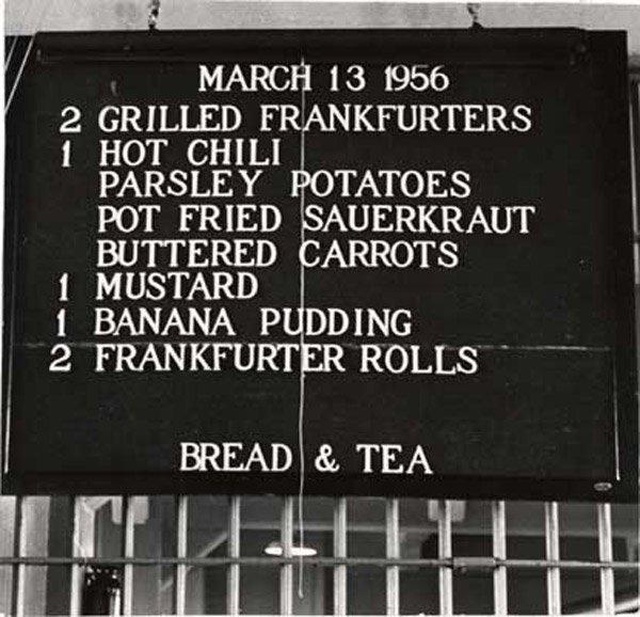 MARCH 13 1956
2 GRILLED FRANKFURTERS
1 HOT CHILI
PARSLEY POTATOES
POT FRIED SAUERKRAUT
BUTTERED CARROTS
1 MUSTARD
1 BANANA PUDDING
2 FRANKFURTER ROLLS
BREAD & TEA